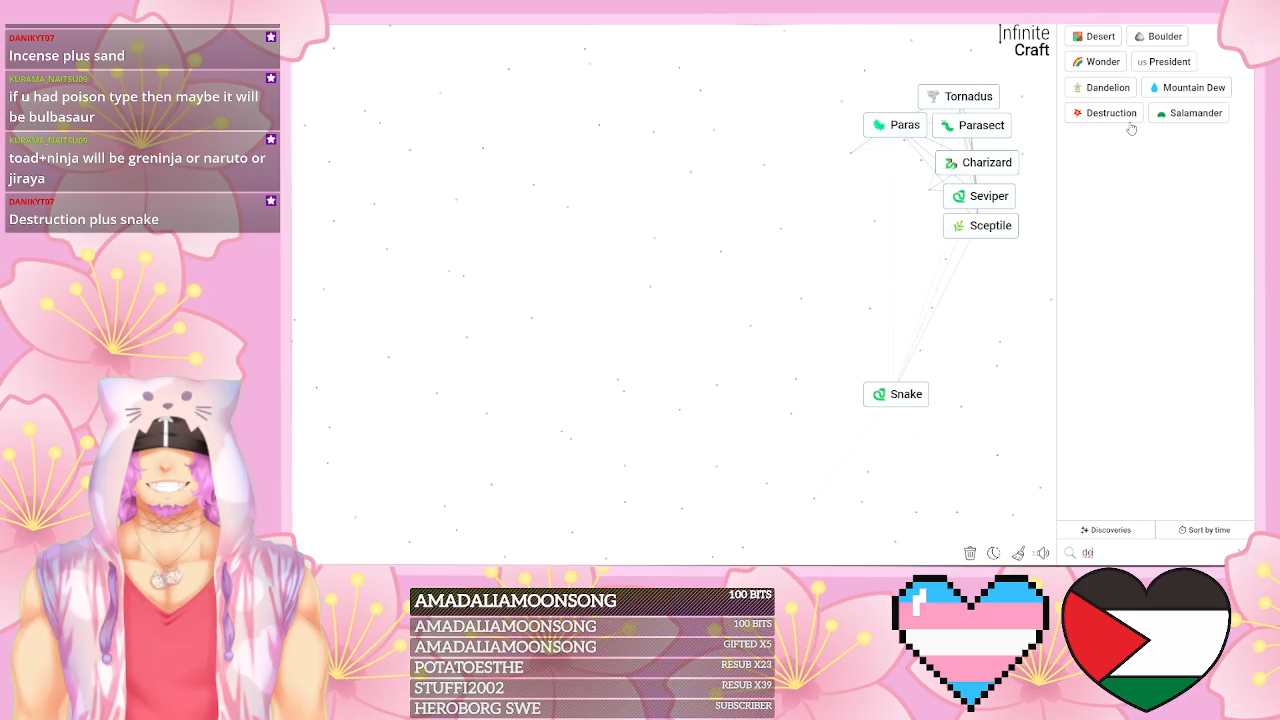 DANIKYT07
Incense plus sand
KURAMA_NAITSU09
if u had poison type then maybe it will
be bulbasaur
KURAMA_NAITSU09
toad+ninja will be greninja or naruto or
jiraya
DANIKYT07
Destruction plus snake
Infinite
Craft
Tornadus
Paras
Parasect
Charizard
Seviper
Sceptile
Snake
Desert
Boulder
Wonder
us President
Dandelion
Mountain Dew
Destruction
Salamander
Discoveries
Sort by time
AMADALIAMOONSONG 100 BITS
AMADALIAMOONSONG 100 BITS
AMADALIAMOONSONG GIFTED X5
POTATOESTHE RESUB X23
STUFFI2002 RESUB X39
HEROBORG SWE SUBSCRIBER